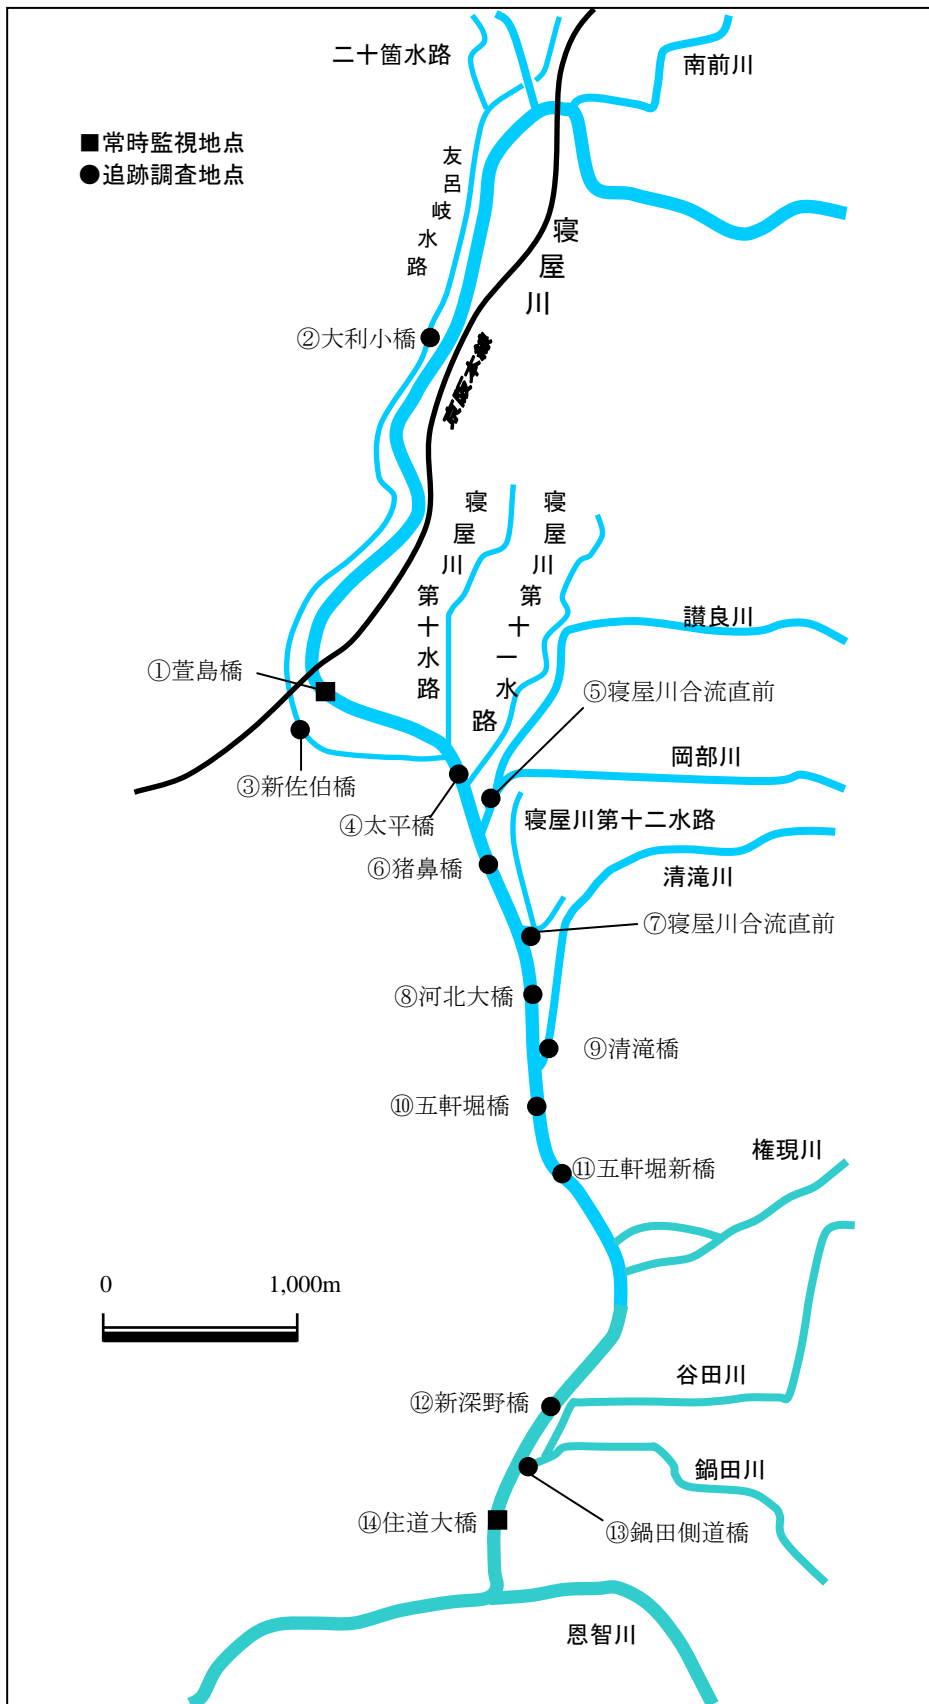 二十箇水路
南前川
■常時監視地点
●追跡調査地点
友呂岐水路
寝屋川
②大利小橋
京阪本線
寝屋川第十水路
寝屋川第十一水路
讃良川
①萱島橋
⑤寝屋川合流直前
岡部川
③新佐伯橋
④太平橋
寝屋川第十二水路
⑥猪鼻橋
清滝川
⑦寝屋川合流直前
⑧河北大橋
⑨清滝橋
⑩五軒堀橋
権現川
⑪五軒堀新橋
0 1,000m
谷田川
⑫新深野橋
鍋田川
⑭住道大橋
⑬鍋田側道橋
恩智川